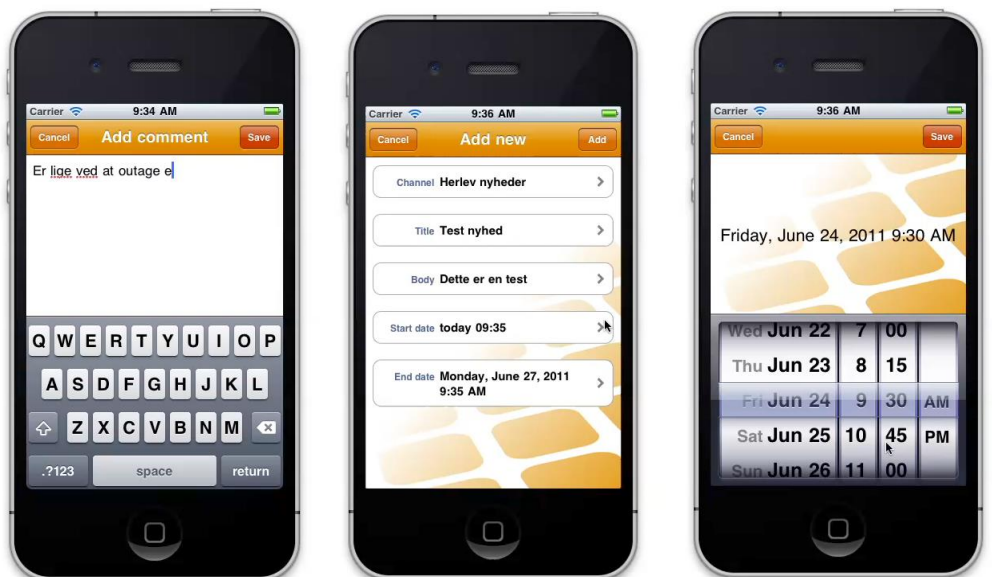 Carrier 9:34 AM
Cancel Add comment Save
Er lige ved at outage e
Q W E R T Y U I O P
A S D F G H J K L
Z X C V B N M
.?123 space return
Carrier 9:36 AM
Cancel Add new Add
Channel Herlev nyheder
Title Test nyhed
Body Dette er en test
Start date today 09:35
End date Monday, June 27, 2011
9:35 AM
Carrier 9:36 AM
Cancel Save
Friday, June 24, 2011 9:30 AM
Wed Jun 22 7 00
Thu Jun 23 8 15
Fri Jun 24 9 30 AM
Sat Jun 25 10 45 PM
Sun Jun 26 11 00